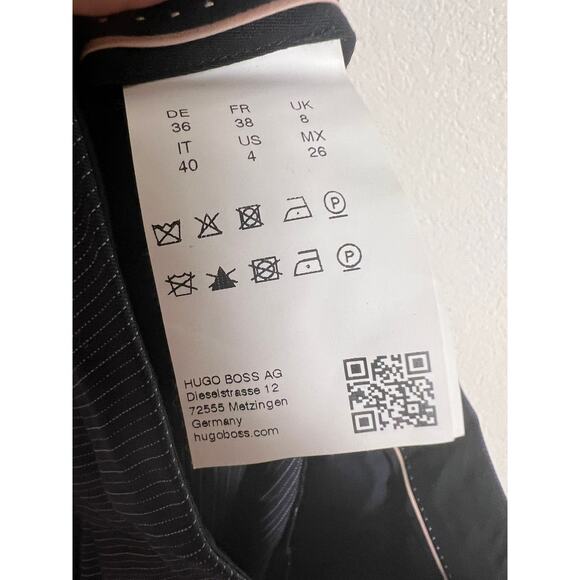 DE FR UK
36 38 8
IT US MX
40 4 26
P
P
HUGO BOSS AG
Dieselstrasse 12
72555 Metzingen
Germany
hugoboss.com